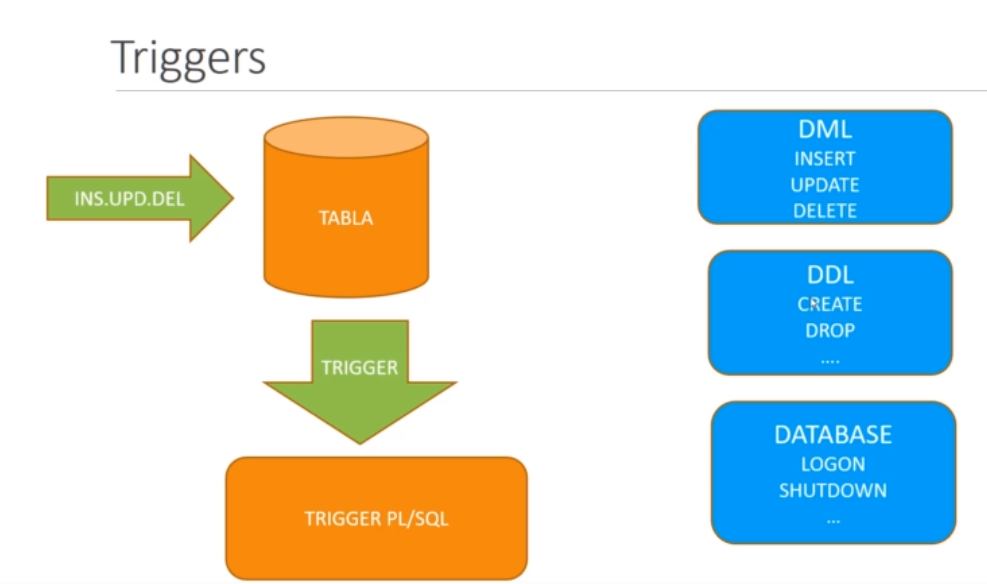 Triggers
INS.UPD.DEL
TABLA
TRIGGER
TRIGGER PL/SQL
DML
INSERT
UPDATE
DELETE
DDL
CREATE
DROP
....
DATABASE
LOGON
SHUTDOWN
...